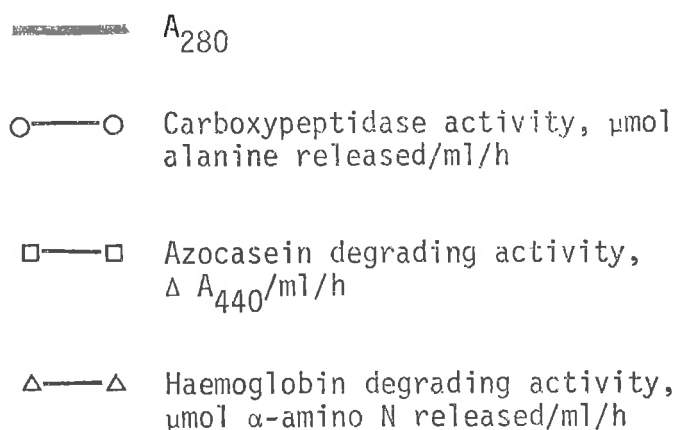 A280
Carboxypeptidase activity, µmol
alanine released/ml/h
Azocasein degrading activity,
Δ A440/ml/h
Haemoglobin degrading activity,
µmol α-amino N released/ml/h